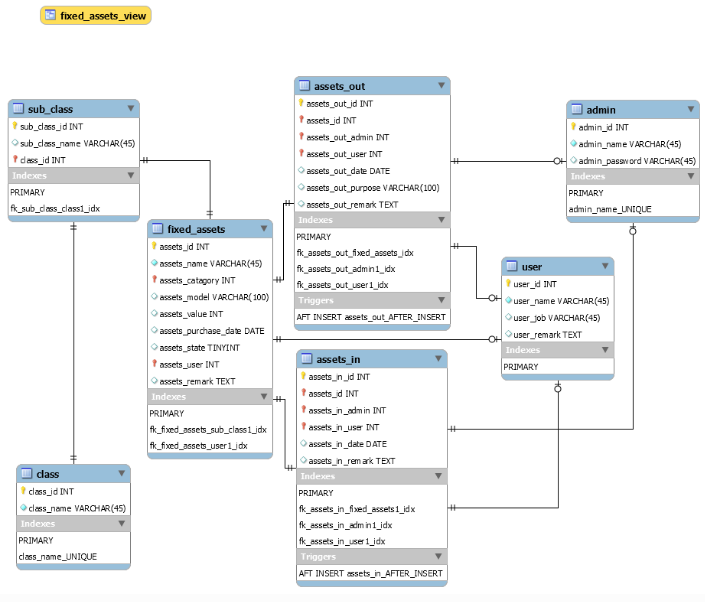 fixed_assets_view
sub_class
sub_class_id INT
sub_class_name VARCHAR(45)
class_id INT
Indexes
PRIMARY
fk_sub_class_class1_idx
fixed_assets
assets_id INT
assets_name VARCHAR(45)
assets_catagory INT
assets_model VARCHAR(100)
assets_value INT
assets_purchase_date DATE
assets_state TINYINT
assets_user INT
assets_remark TEXT
Indexes
PRIMARY
fk_fixed_assets_sub_class1_idx
fk_fixed_assets_user1_idx
class
class_id INT
class_name VARCHAR(45)
Indexes
PRIMARY
class_name_UNIQUE
assets_out
assets_out_id INT
assets_id INT
assets_out_admin INT
assets_out_user INT
assets_out_date DATE
assets_out_purpose VARCHAR(100)
assets_out_remark TEXT
Indexes
PRIMARY
fk_assets_out_fixed_assets_idx
fk_assets_out_admin1_idx
fk_assets_out_user1_idx
Triggers
AFT INSERT assets_out_AFTER_INSERT
assets_in
assets_in_id INT
assets_id INT
assets_in_admin INT
assets_in_user INT
assets_in_date DATE
assets_in_remark TEXT
Indexes
PRIMARY
fk_assets_in_fixed_assets1_idx
fk_assets_in_admin1_idx
fk_assets_in_user1_idx
Triggers
AFT INSERT assets_in_AFTER_INSERT
admin
admin_id INT
admin_name VARCHAR(45)
admin_password VARCHAR(45)
Indexes
PRIMARY
admin_name_UNIQUE
user
user_id INT
user_name VARCHAR(45)
user_job VARCHAR(45)
user_remark TEXT
Indexes
PRIMARY